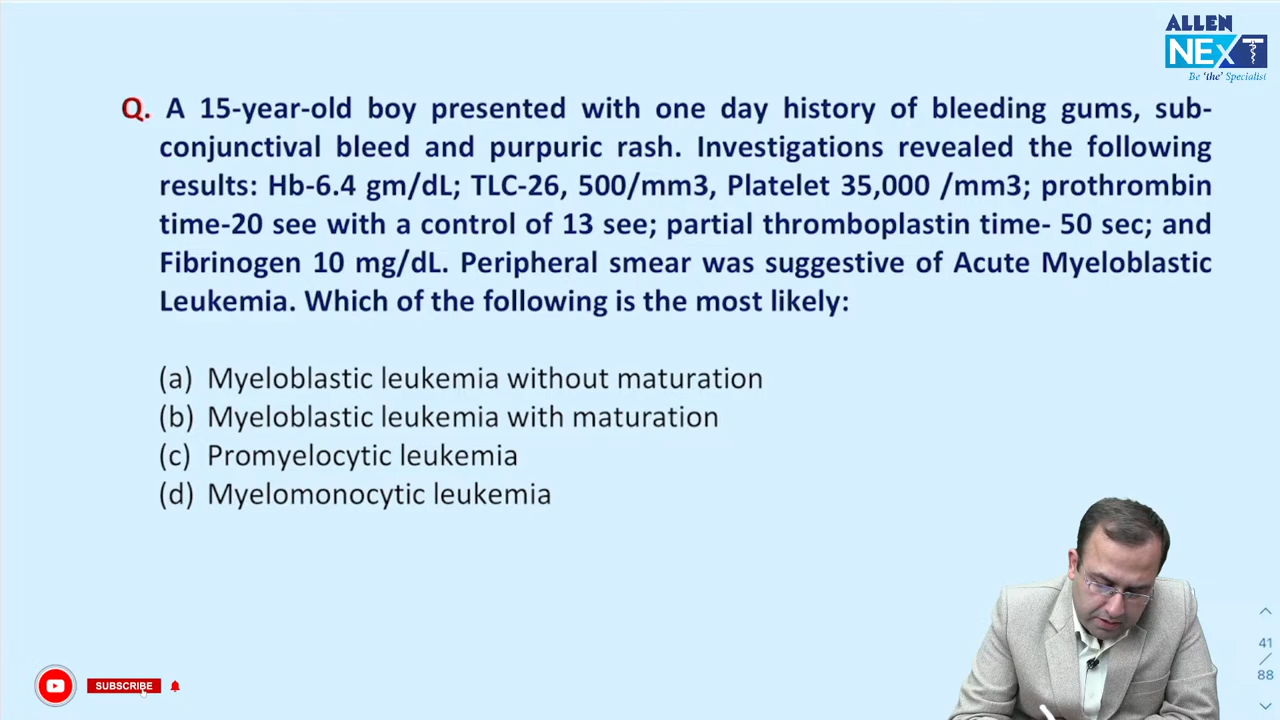 ALLEN
NExT
Be 'the' Specialist
Q. A 15-year-old boy presented with one day history of bleeding gums, sub-
conjunctival bleed and purpuric rash. Investigations revealed the following
results: Hb-6.4 gm/dL; TLC-26, 500/mm3, Platelet 35,000 /mm3; prothrombin
time-20 see with a control of 13 see; partial thromboplastin time- 50 sec; and
Fibrinogen 10 mg/dL. Peripheral smear was suggestive of Acute Myeloblastic
Leukemia. Which of the following is the most likely:
(a) Myeloblastic leukemia without maturation
(b) Myeloblastic leukemia with maturation
(c) Promyelocytic leukemia
(d) Myelomonocytic leukemia
41
/
88
SUBSCRIBE